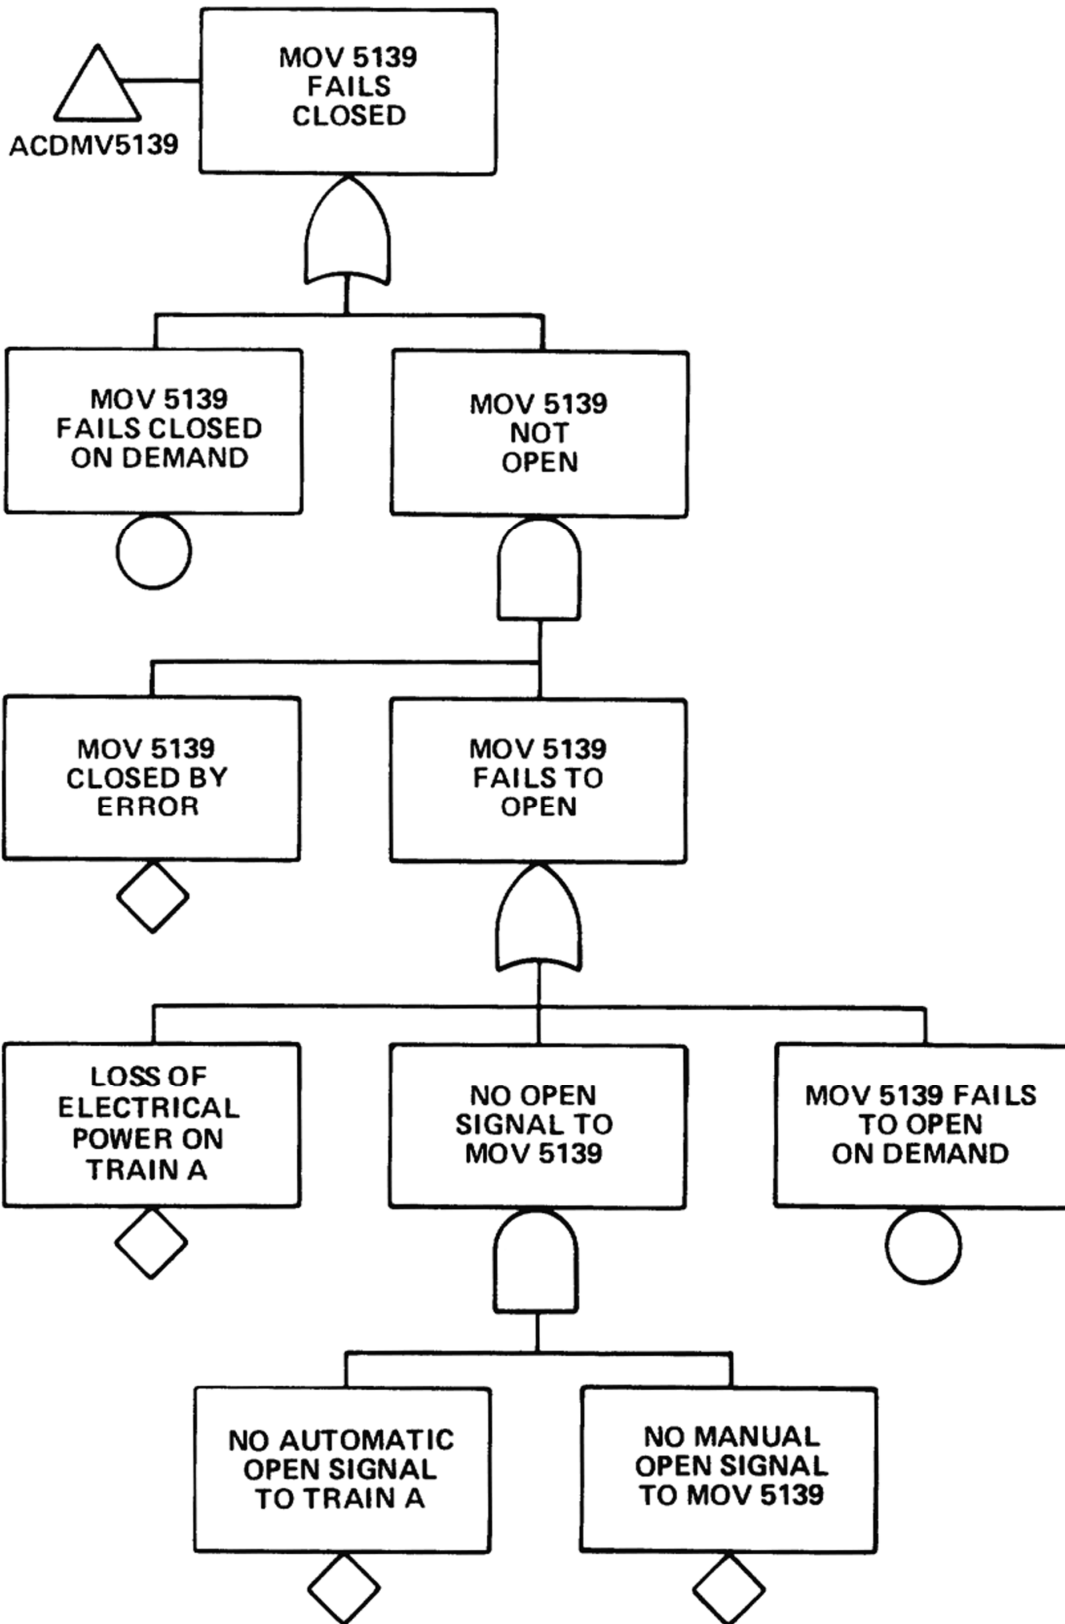 MOV 5139
FAILS
CLOSED
ACDMV5139
MOV 5139
FAILS CLOSED
ON DEMAND
MOV 5139
NOT
OPEN
MOV 5139
CLOSED BY
ERROR
MOV 5139
FAILS TO
OPEN
LOSS OF
ELECTRICAL
POWER ON
TRAIN A
NO OPEN
SIGNAL TO
MOV 5139
MOV 5139 FAILS
TO OPEN
ON DEMAND
NO AUTOMATIC
OPEN SIGNAL
TO TRAIN A
NO MANUAL
OPEN SIGNAL
TO MOV 5139